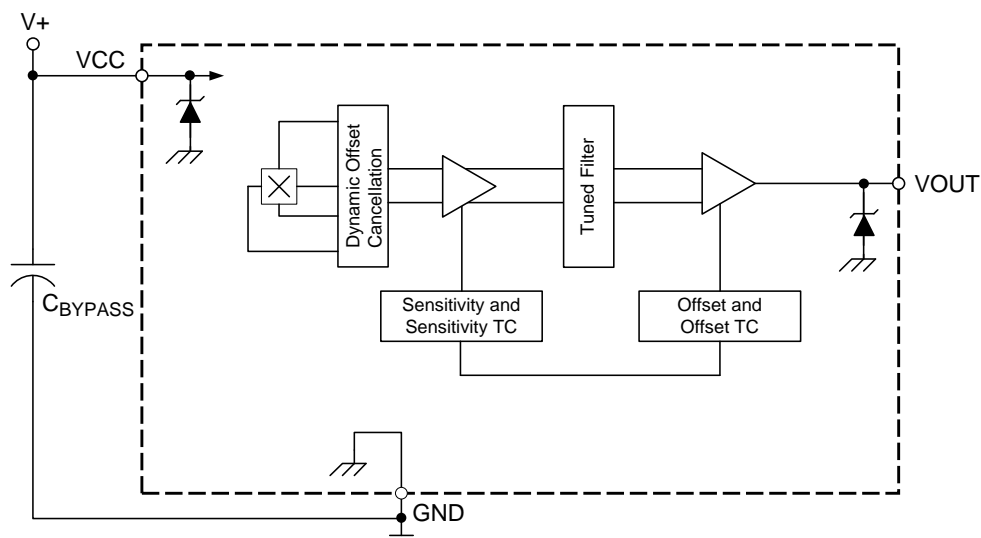 V+
VCC
Dynamic Offset
Cancellation
Tuned Filter
VOUT
CBYPASS
Sensitivity and
Sensitivity TC
Offset and
Offset TC
GND